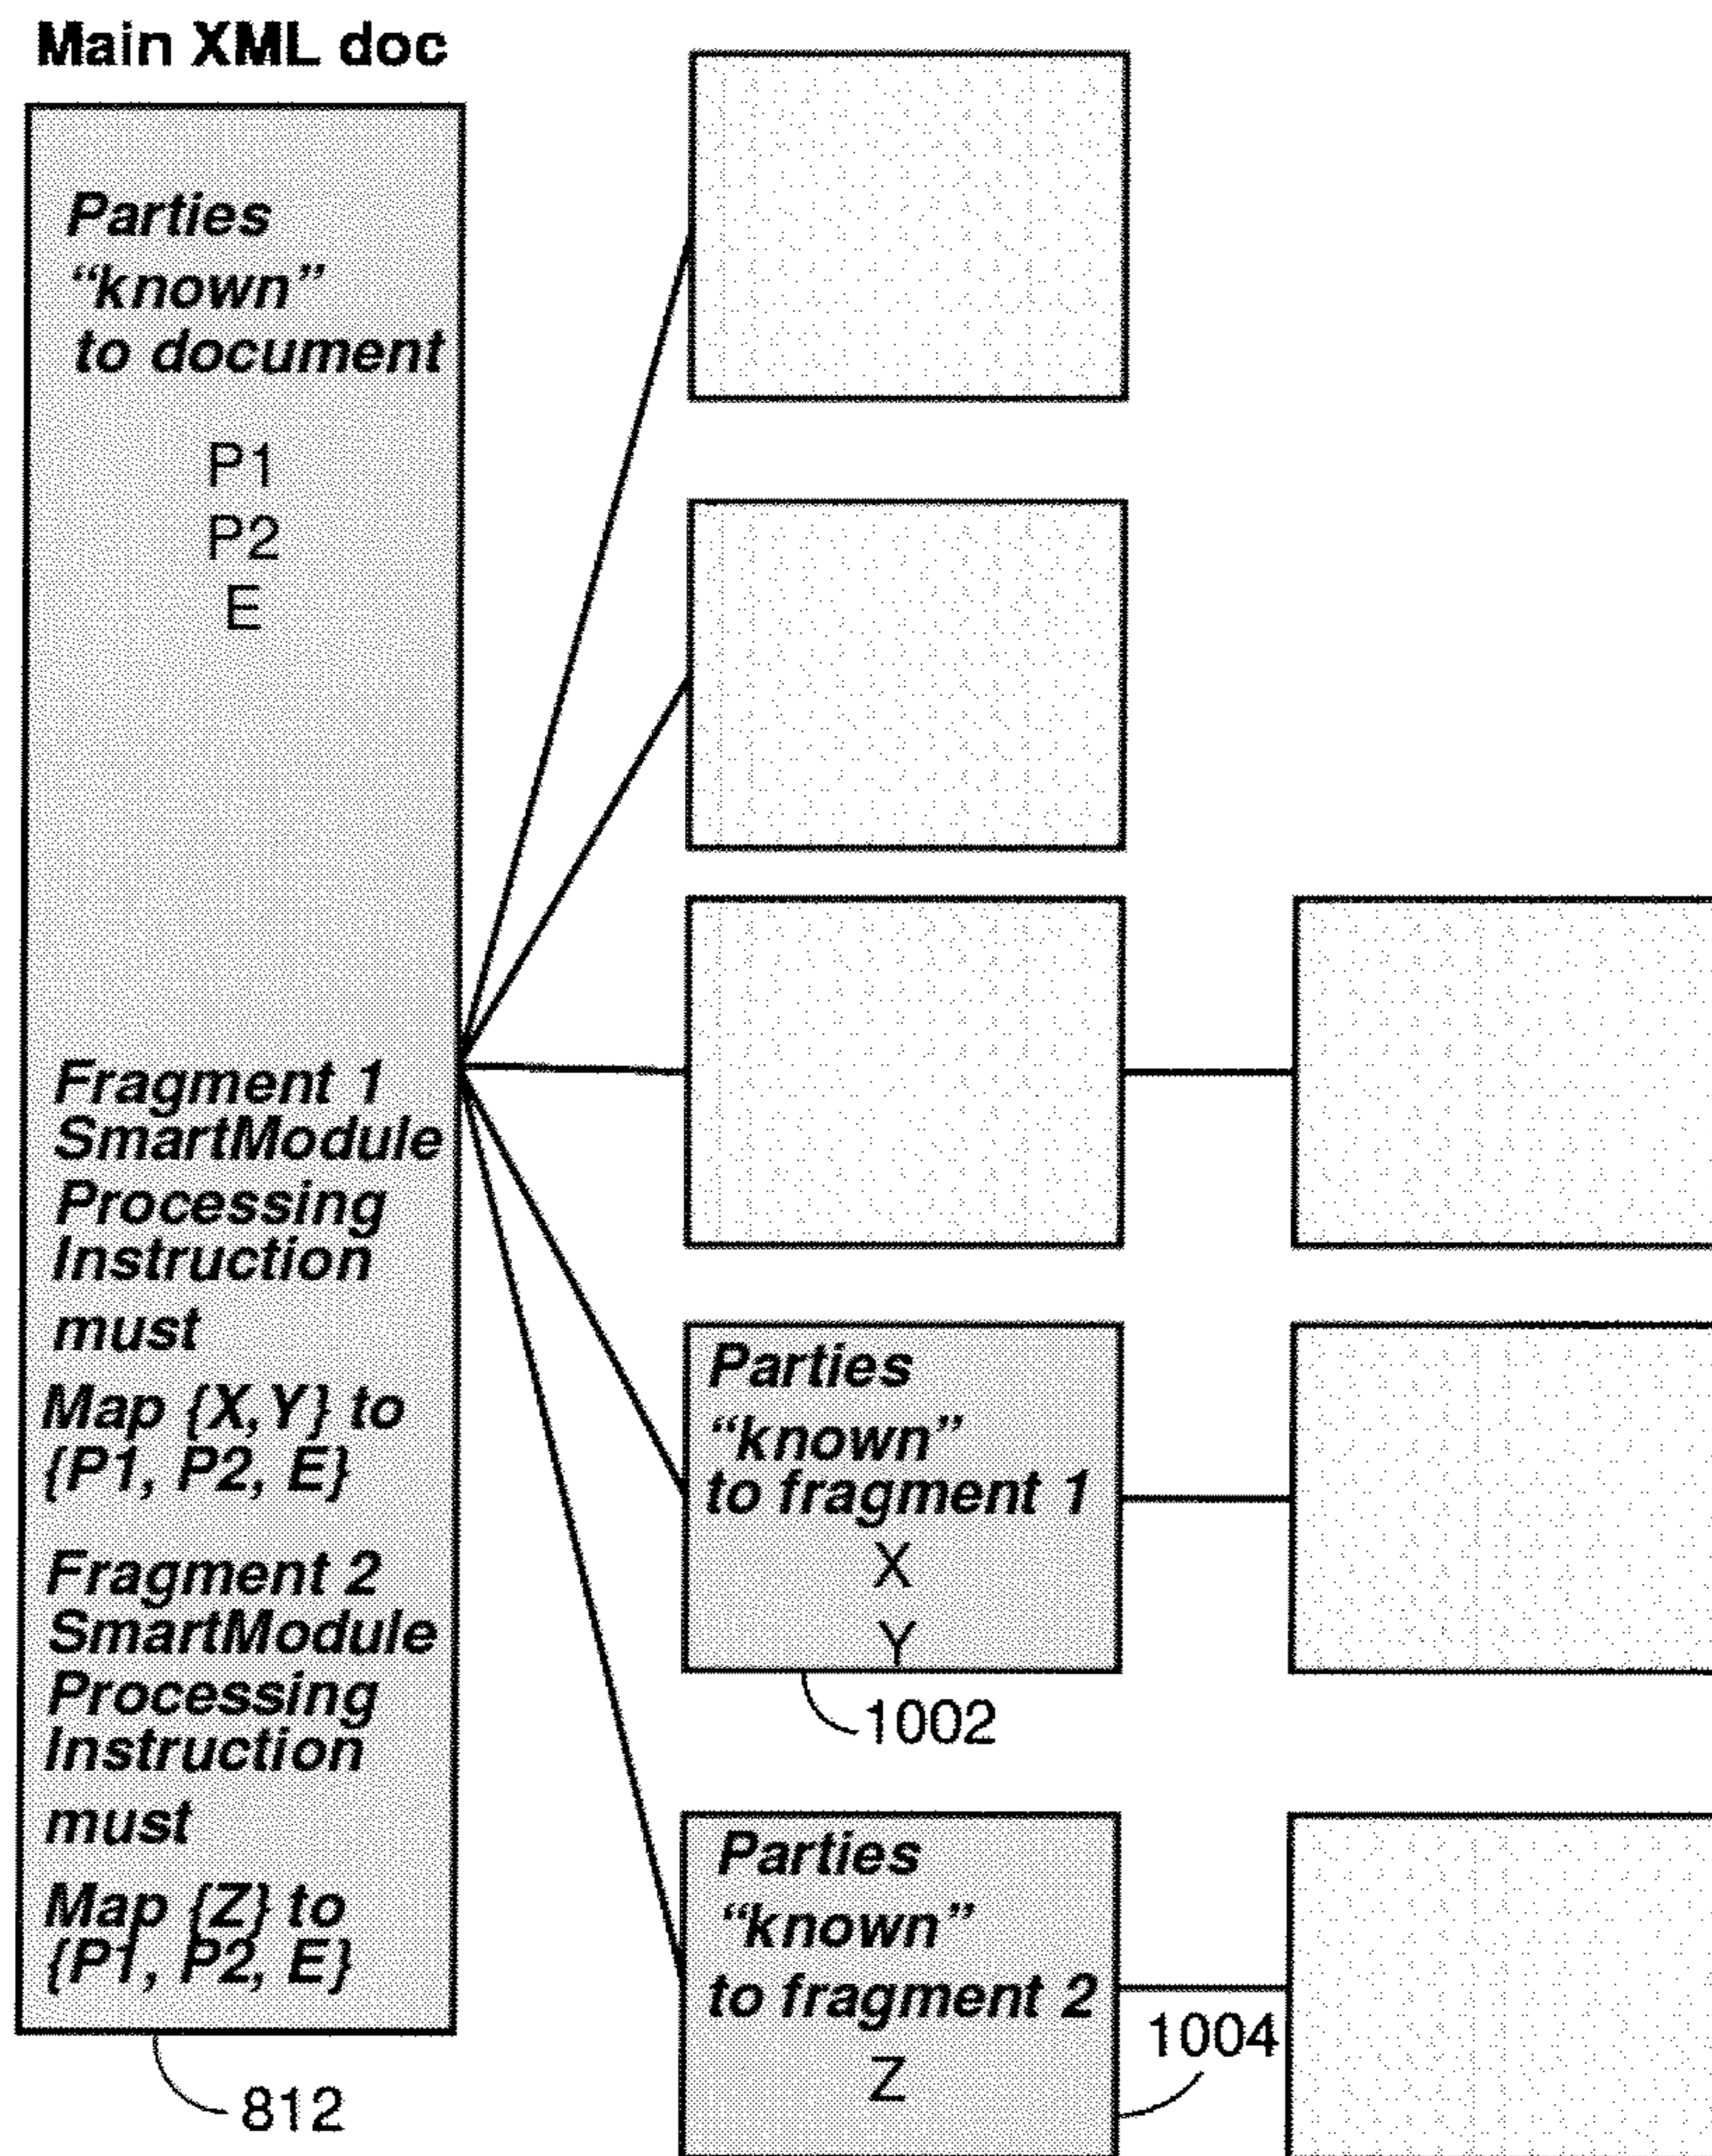 Main XML doc
Parties
“known”
to document
P1
P2
E
Fragment 1
SmartModule
Processing
Instruction
must
Map {X,Y} to
{P1, P2, E}
Fragment 2
SmartModule
Processing
Instruction
must
Map {Z} to
{P1, P2, E}
812
Parties
“known”
to fragment 1
X
Y
1002
Parties
“known”
to fragment 2
Z
1004